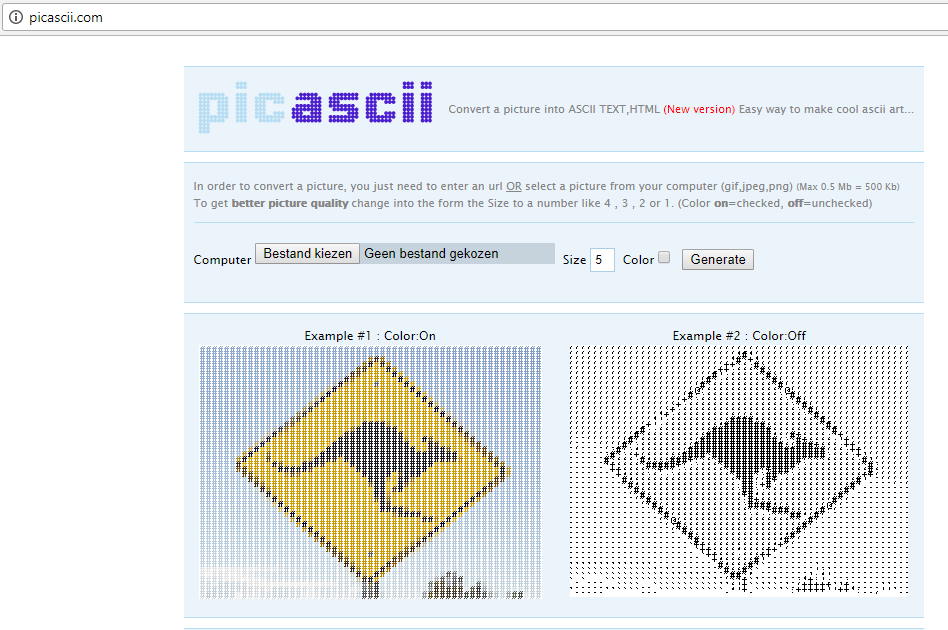 picascii.com
picascii
Convert a picture into ASCII TEXT,HTML (New version) Easy way to make cool ascii art...
In order to convert a picture, you just need to enter an url OR select a picture from your computer (gif,jpeg,png) (Max 0.5 Mb = 500 Kb)
To get better picture quality change into the form the Size to a number like 4 , 3 , 2 or 1. (Color on=checked, off=unchecked)
Computer Bestand kiezen Geen bestand gekozen Size 5 Color Generate
Example #1 : Color:On Example #2 : Color:Off